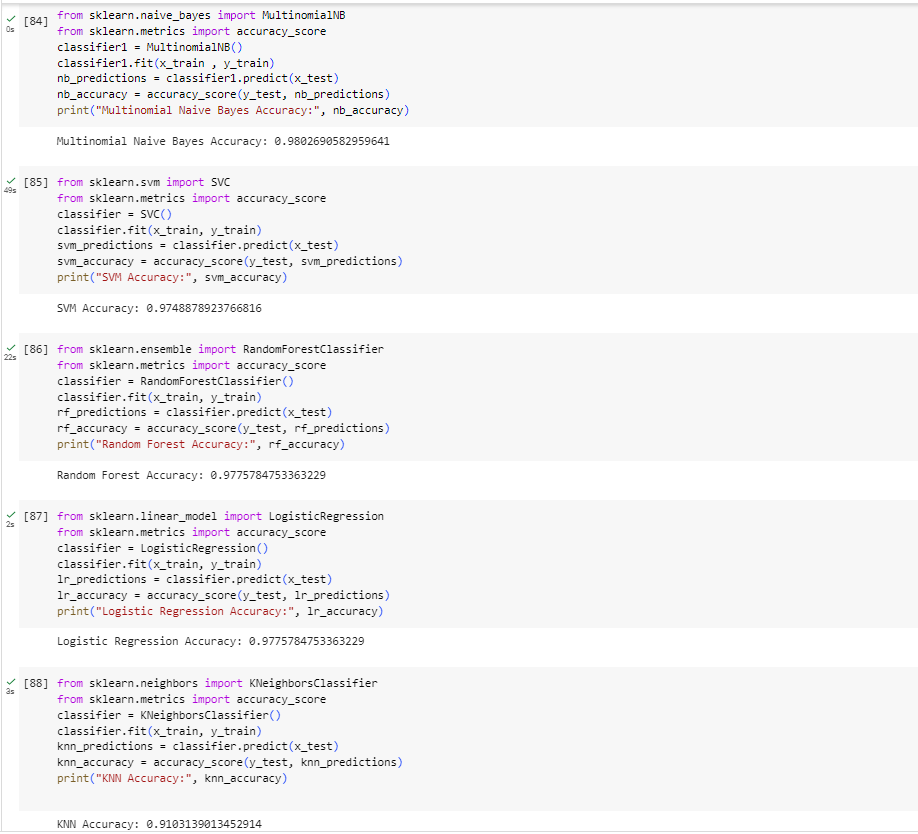 [84] from sklearn.naive_bayes import MultinomialNB
0s from sklearn.metrics import accuracy_score
classifier1 = MultinomialNB()
classifier1.fit(x_train , y_train)
nb_predictions = classifier1.predict(x_test)
nb_accuracy = accuracy_score(y_test, nb_predictions)
print("Multinomial Naive Bayes Accuracy:", nb_accuracy)
Multinomial Naive Bayes Accuracy: 0.9802690582959641
[85] from sklearn.svm import SVC
49s from sklearn.metrics import accuracy_score
classifier = SVC()
classifier.fit(x_train, y_train)
svm_predictions = classifier.predict(x_test)
svm_accuracy = accuracy_score(y_test, svm_predictions)
print("SVM Accuracy:", svm_accuracy)
SVM Accuracy: 0.9748878923766816
[86] from sklearn.ensemble import RandomForestClassifier
22s from sklearn.metrics import accuracy_score
classifier = RandomForestClassifier()
classifier.fit(x_train, y_train)
rf_predictions = classifier.predict(x_test)
rf_accuracy = accuracy_score(y_test, rf_predictions)
print("Random Forest Accuracy:", rf_accuracy)
Random Forest Accuracy: 0.9775784753363229
[87] from sklearn.linear_model import LogisticRegression
2s from sklearn.metrics import accuracy_score
classifier = LogisticRegression()
classifier.fit(x_train, y_train)
lr_predictions = classifier.predict(x_test)
lr_accuracy = accuracy_score(y_test, lr_predictions)
print("Logistic Regression Accuracy:", lr_accuracy)
Logistic Regression Accuracy: 0.9775784753363229
[88] from sklearn.neighbors import KNeighborsClassifier
3s from sklearn.metrics import accuracy_score
classifier = KNeighborsClassifier()
classifier.fit(x_train, y_train)
knn_predictions = classifier.predict(x_test)
knn_accuracy = accuracy_score(y_test, knn_predictions)
print("KNN Accuracy:", knn_accuracy)
KNN Accuracy: 0.9103139013452914